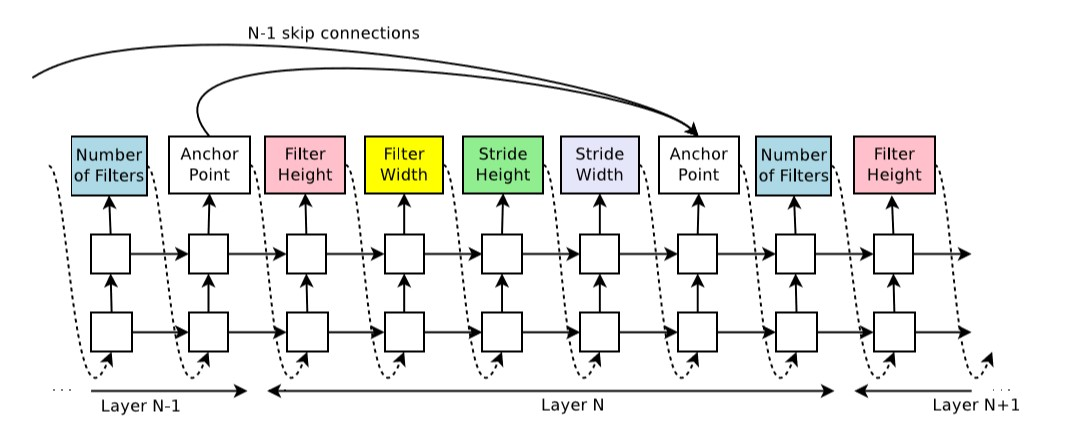 N-1 skip connections
Number
of Filters
Anchor
Point
Filter
Height
Filter
Width
Stride
Height
Stride
Width
Anchor
Point
Number
of Filters
Filter
Height
...
Layer N-1
Layer N
...
Layer N+1